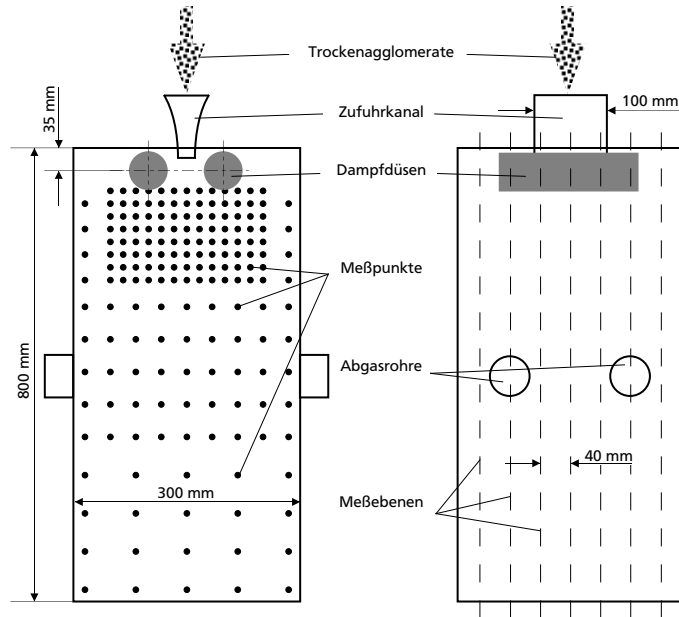 Trockenagglomerate
35 mm
Zufuhrkanal
100 mm
Dampfdüsen
Meßpunkte
800 mm
Abgasrohre
40 mm
300 mm
Meßebenen